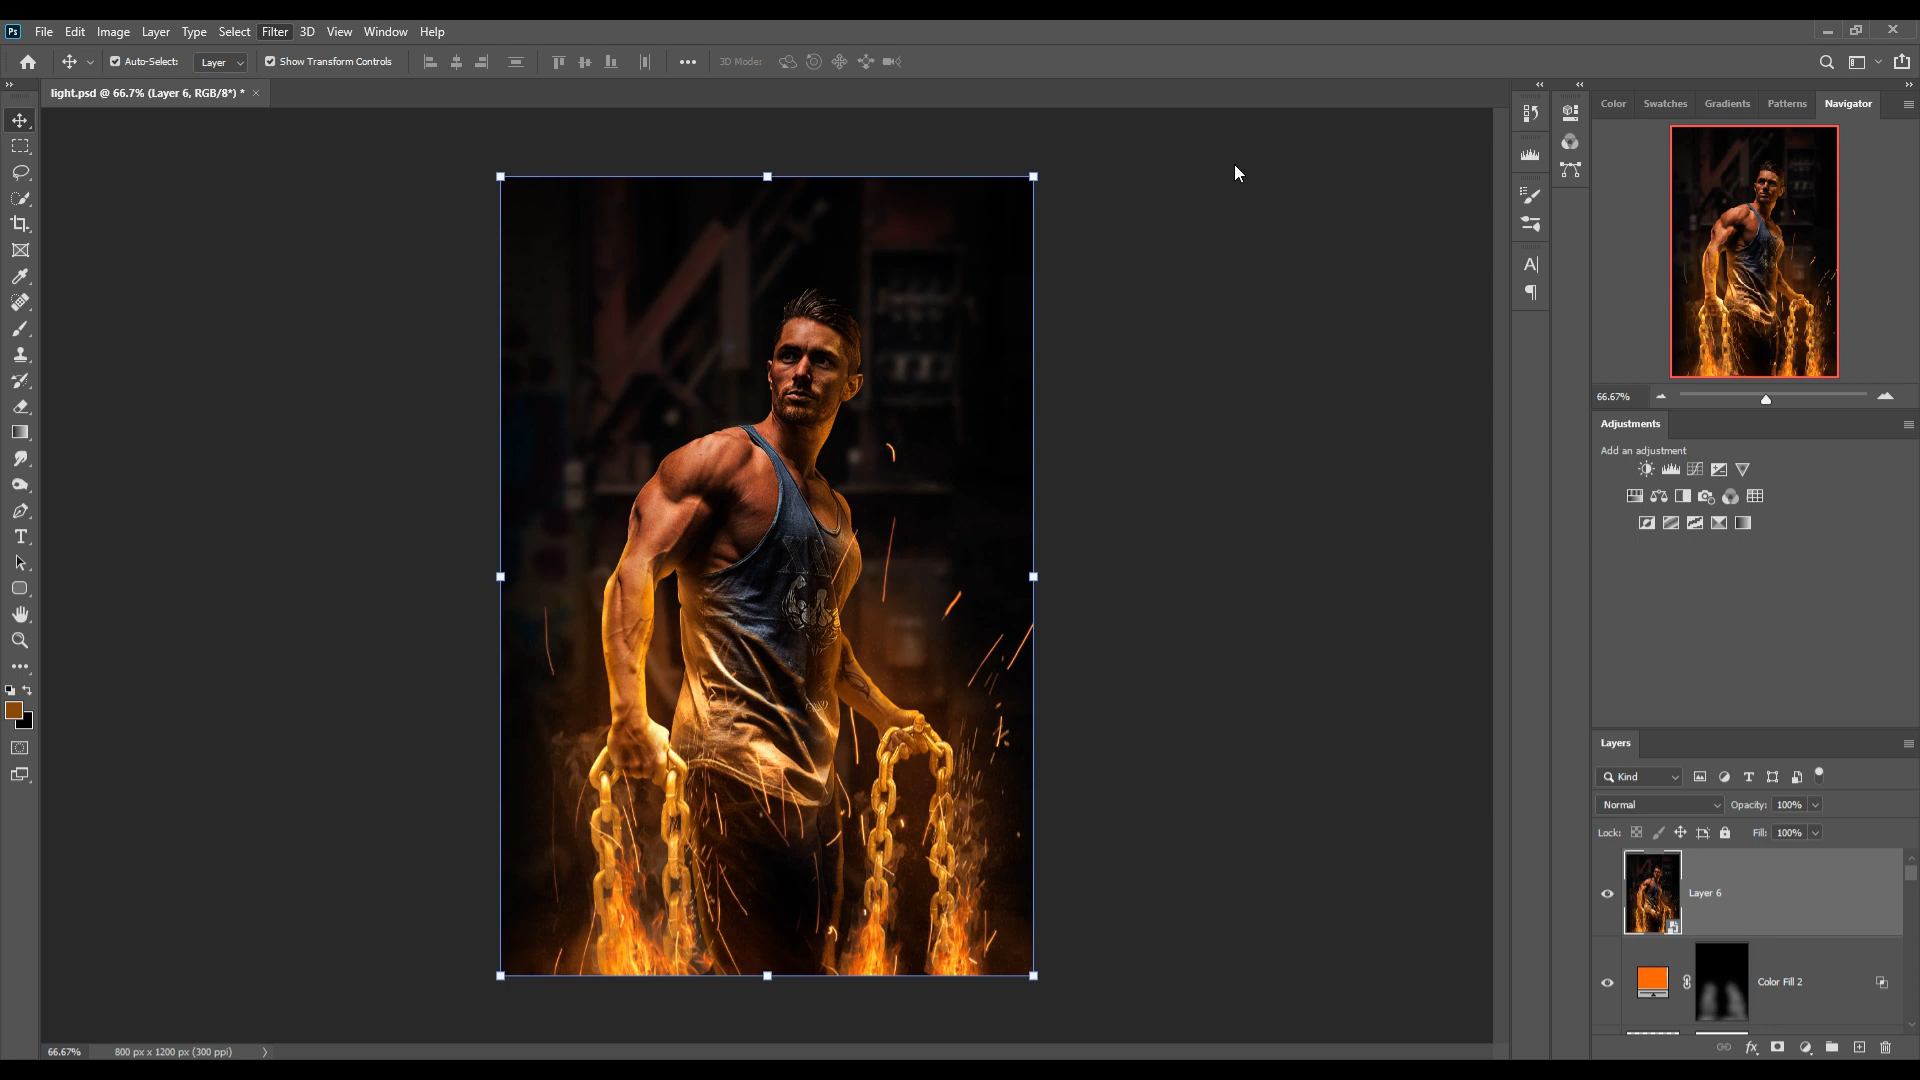 Ps File Edit Image Layer Type Select Filter 3D View Window Help
Auto-Select: Layer Show Transform Controls 3D Mode:
light.psd @ 66.7% (Layer 6, RGB/8*) *
Color Swatches Gradients Patterns Navigator
66.67%
Adjustments
Add an adjustment
Layers
Kind
Normal Opacity: 100%
Lock: Fill: 100%
Layer 6
Color Fill 2
fx
66.67% 800 px x 1200 px (300 ppi)